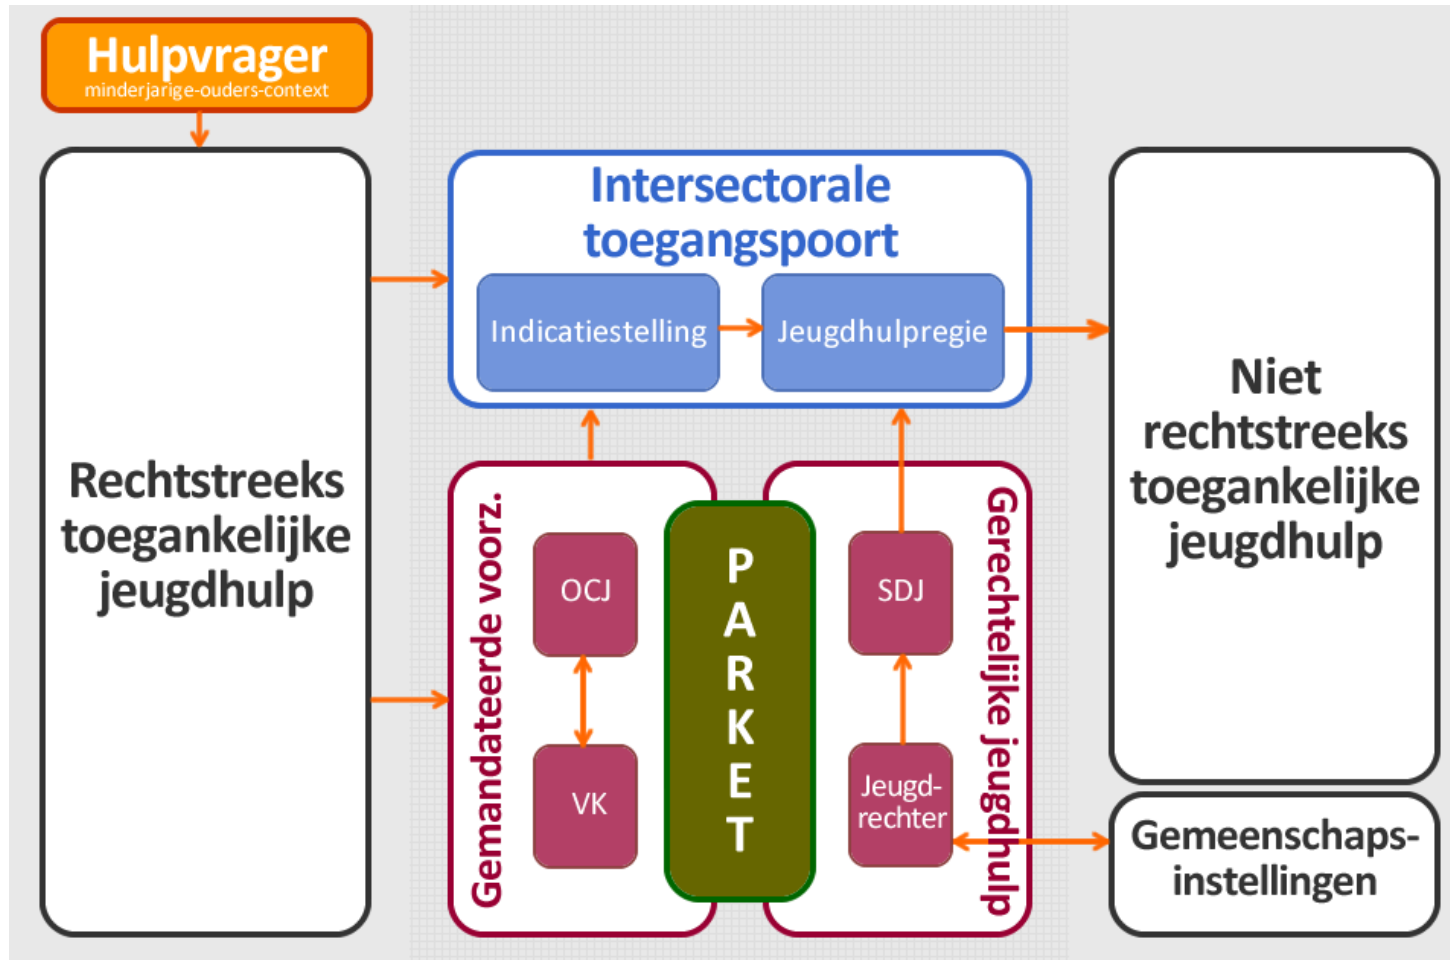 Hulpvrager
minderjarige-ouders-context
Rechtstreeks
toegankelijke
jeugdhulp
Intersectorale
toegangspoort
Indicatiestelling
Jeugdhulpregie
Gemandateerde voorz.
OCJ
VK
PARKET
SDJ
Jeugd-
rechter
Gerechtelijke jeugdhulp
Niet
rechtstreeks
toegankelijke
jeugdhulp
Gemeenschaps-
instellingen